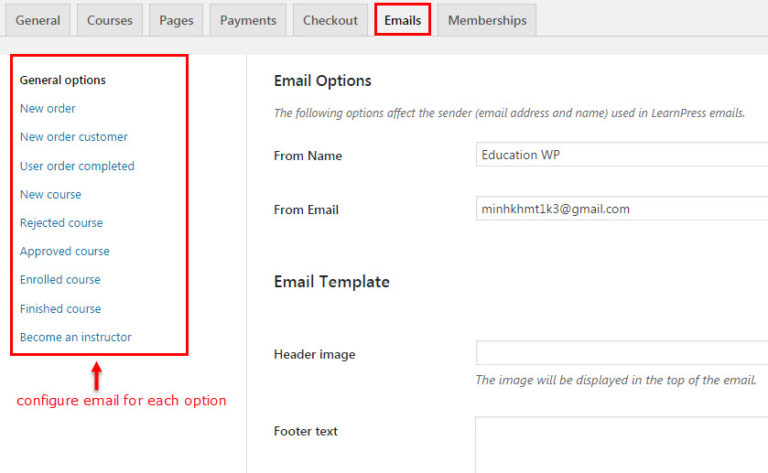 General Courses Pages Payments Checkout Emails Memberships
General options
New order
New order customer
User order completed
New course
Rejected course
Approved course
Enrolled course
Finished course
Become an instructor
configure email for each option
Email Options
The following options affect the sender (email address and name) used in LearnPress emails.
From Name Education WP
From Email minhkhmt1k3@gmail.com
Email Template
Header image
The image will be displayed in the top of the email.
Footer text